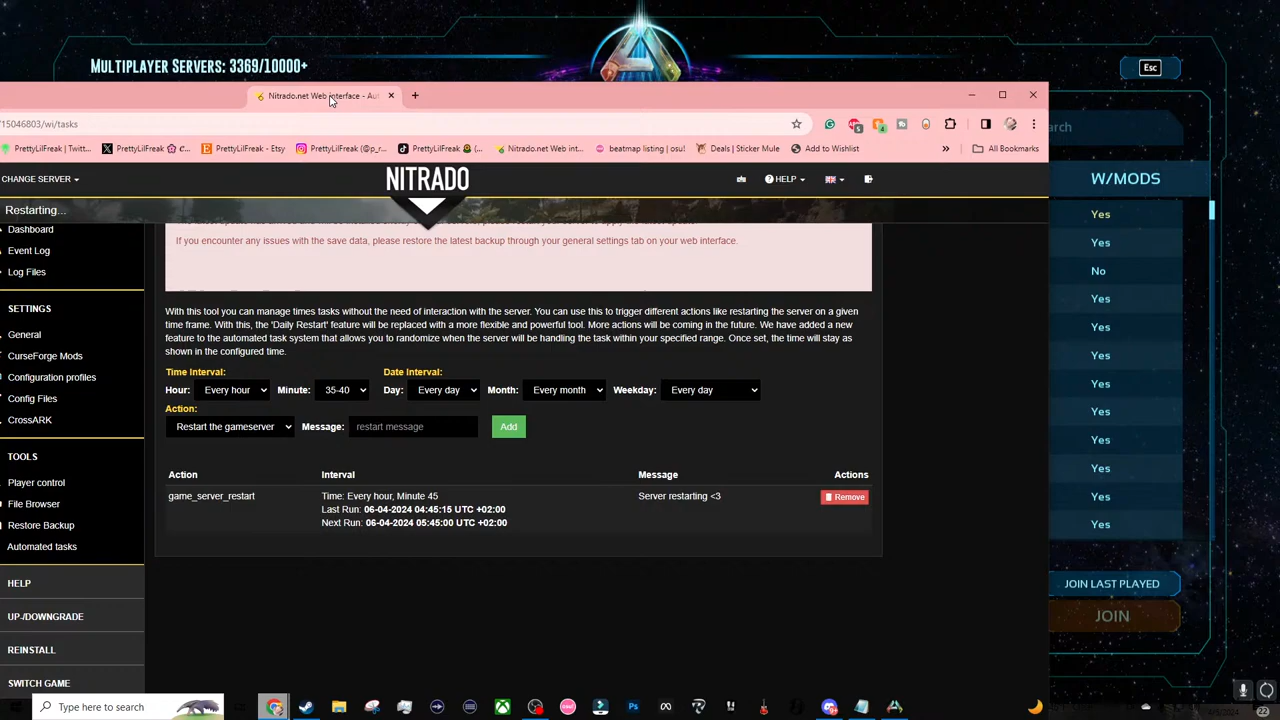 MULTIPLAYER SERVERS: 3369/10000+
Esc
Nitrado.net Web interface - Au
15046803/wi/tasks
arch
PrettyLilFreak | Twitt...
PrettyLilFreak
PrettyLilFreak - Etsy
PrettyLilFreak (@p_r...
PrettyLilFreak
Nitrado.net Web int...
beatmap listing | osu!
Deals | Sticker Mule
Add to Wishlist
»
All Bookmarks
CHANGE SERVER
NITRADO
HELP
W/MODS
Restarting...
If you encounter any issues with the save data, please restore the latest backup through your general settings tab on your web interface.
Dashboard
Event Log
Log Files
SETTINGS
General
CurseForge Mods
Configuration profiles
Config Files
CrossARK
TOOLS
Player control
File Browser
Restore Backup
Automated tasks
HELP
UP-/DOWNGRADE
REINSTALL
SWITCH GAME
With this tool you can manage times tasks without the need of interaction with the server. You can use this to trigger different actions like restarting the server on a given
time frame. With this, the 'Daily Restart' feature will be replaced with a more flexible and powerful tool. More actions will be coming in the future. We have added a new
feature to the automated task system that allows you to randomize when the server will be handling the task within your specified range. Once set, the time will stay as
shown in the configured time.
Time Interval: Date Interval:
Hour: Every hour Minute: 35-40 Day: Every day Month: Every month Weekday: Every day
Action:
Restart the gameserver Message: restart message Add
Action Interval Message Actions
game_server_restart Time: Every hour, Minute 45 Server restarting <3 Remove
Last Run: 06-04-2024 04:45:15 UTC +02:00
Next Run: 06-04-2024 05:45:00 UTC +02:00
Yes
Yes
No
Yes
Yes
Yes
Yes
Yes
Yes
Yes
Yes
Yes
JOIN LAST PLAYED
JOIN
Type here to search
Ps
22